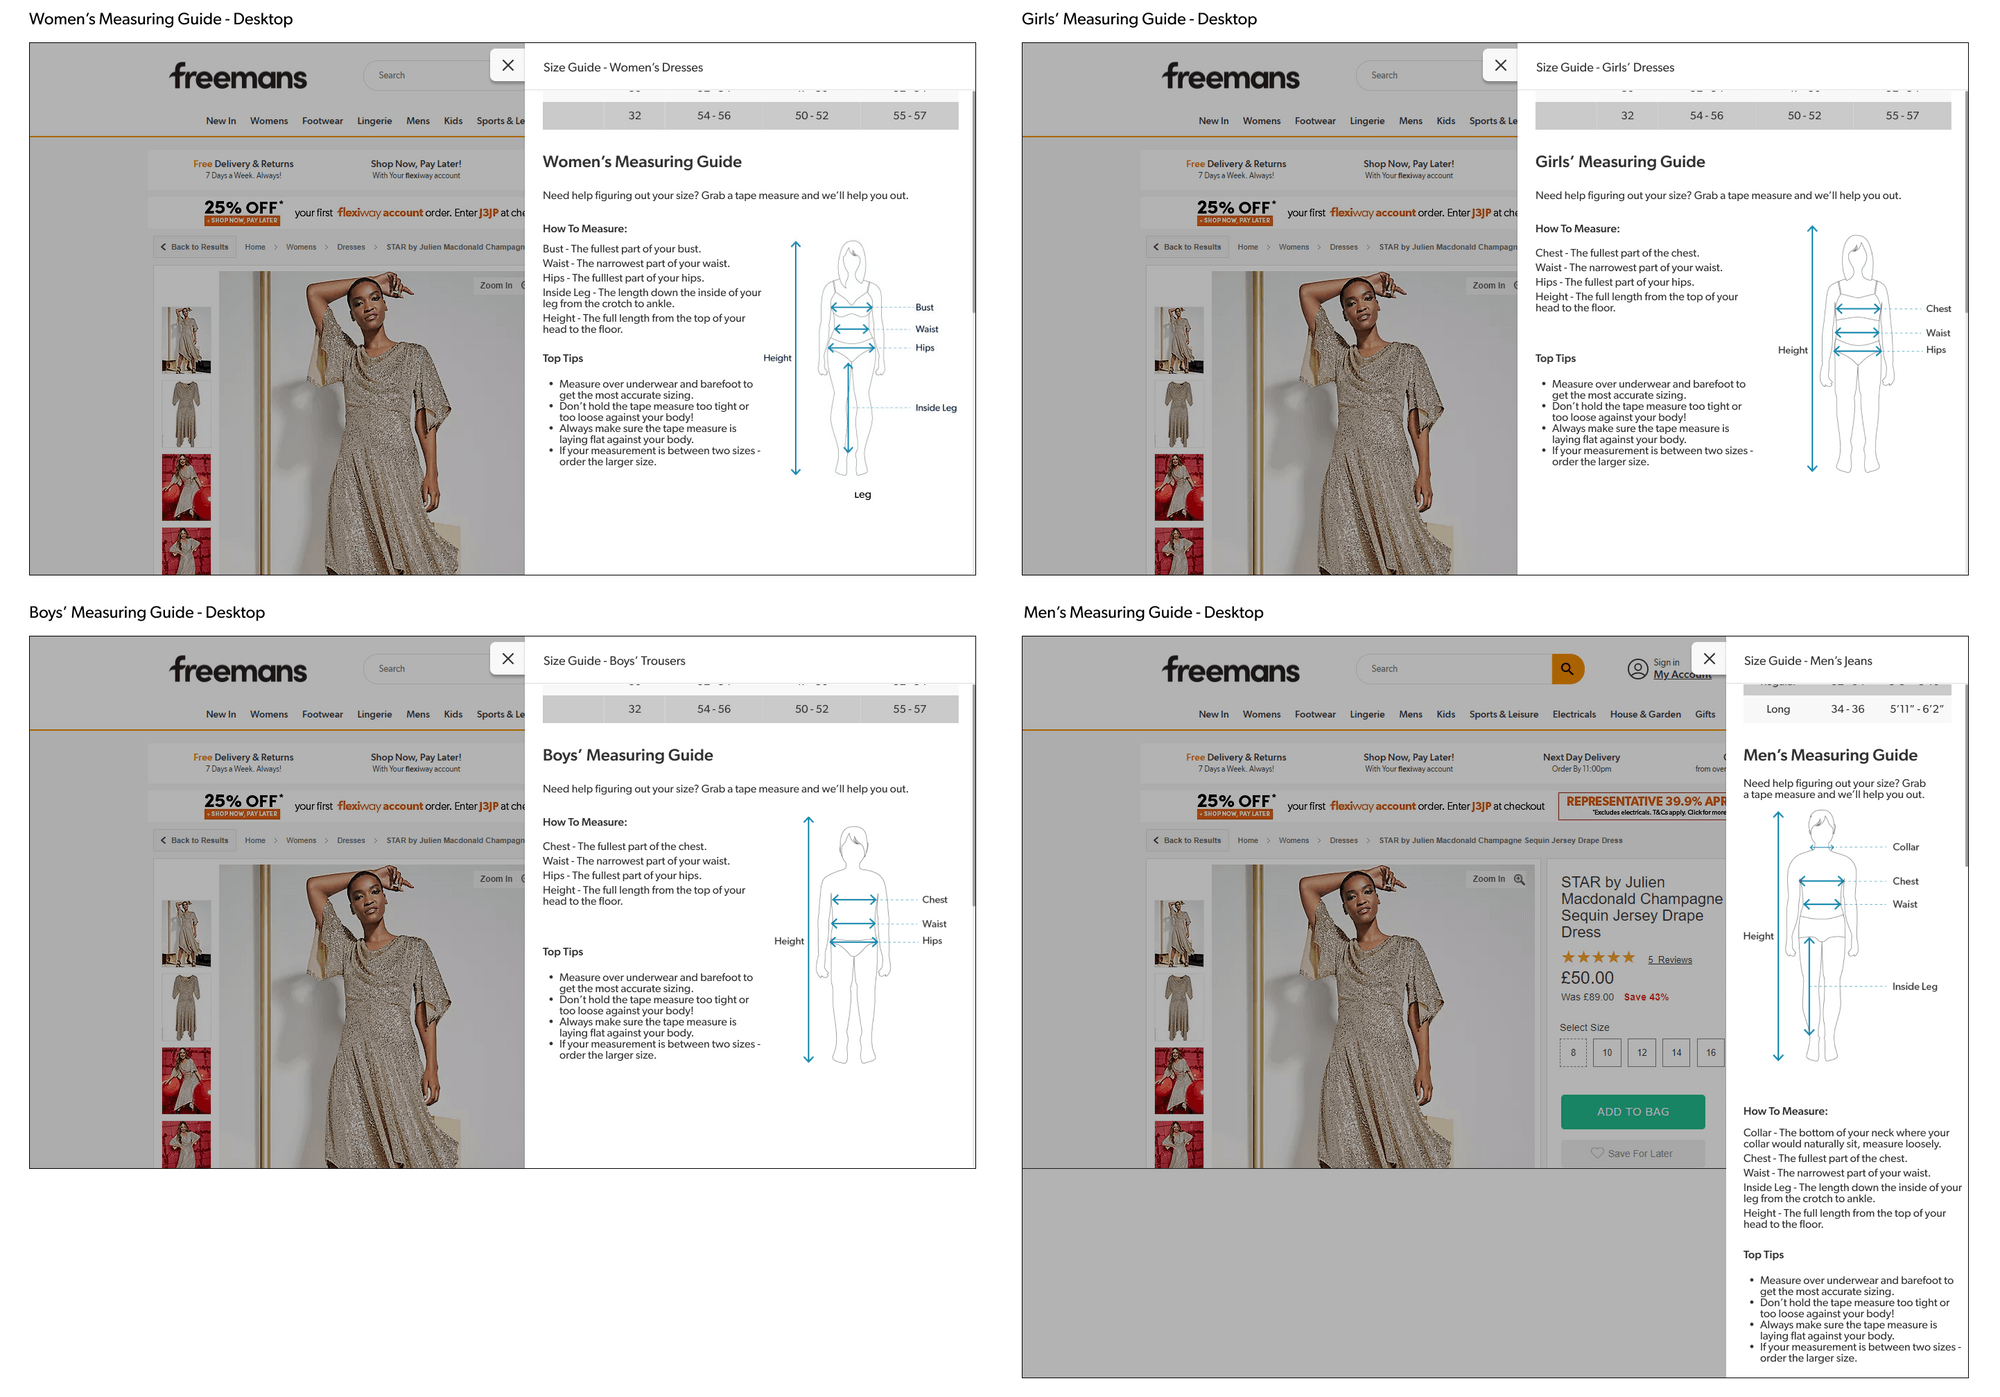 Women's Measuring Guide - Desktop
freemans
Search
Size Guide - Women's Dresses
New In Womens Footwear Lingerie Mens Kids Sports & Le
32 54 - 56 50 - 52 55 - 57
Free Delivery & Returns
7 Days a Week. Always!
Shop Now, Pay Later!
With Your flexiway account
25% OFF*
+ SHOP NOW, PAY LATER
your first flexiway account order. Enter J3JP at che
Back to Results Home > Womens > Dresses > STAR by Julien Macdonald Champagn
Zoom In
Women's Measuring Guide
Need help figuring out your size? Grab a tape measure and we'll help you out.
How To Measure:
Bust - The fullest part of your bust.
Waist - The narrowest part of your waist.
Hips - The fulllest part of your hips.
Inside Leg - The length down the inside of your
leg from the crotch to ankle.
Height - The full length from the top of your
head to the floor.
Top Tips
• Measure over underwear and barefoot to
get the most accurate sizing.
• Don't hold the tape measure too tight or
too loose against your body!
• Always make sure the tape measure is
laying flat against your body.
• If your measurement is between two sizes -
order the larger size.
Height
Bust
Waist
Hips
Inside Leg
Leg
Girls' Measuring Guide - Desktop
freemans
Search
Size Guide - Girls' Dresses
New In Womens Footwear Lingerie Mens Kids Sports & Le
32 54 - 56 50 - 52 55 - 57
Free Delivery & Returns
7 Days a Week. Always!
Shop Now, Pay Later!
With Your flexiway account
25% OFF*
+ SHOP NOW, PAY LATER
your first flexiway account order. Enter J3JP at che
Back to Results Home > Womens > Dresses > STAR by Julien Macdonald Champagn
Zoom In
Girls' Measuring Guide
Need help figuring out your size? Grab a tape measure and we'll help you out.
How To Measure:
Chest - The fullest part of the chest.
Waist - The narrowest part of your waist.
Hips - The fullest part of your hips.
Height - The full length from the top of your
head to the floor.
Top Tips
• Measure over underwear and barefoot to
get the most accurate sizing.
• Don't hold the tape measure too tight or
too loose against your body!
• Always make sure the tape measure is
laying flat against your body.
• If your measurement is between two sizes -
order the larger size.
Height
Chest
Waist
Hips
Boys' Measuring Guide - Desktop
freemans
Search
Size Guide - Boys' Trousers
New In Womens Footwear Lingerie Mens Kids Sports & Le
32 54 - 56 50 - 52 55 - 57
Free Delivery & Returns
7 Days a Week. Always!
Shop Now, Pay Later!
With Your flexiway account
25% OFF*
+ SHOP NOW, PAY LATER
your first flexiway account order. Enter J3JP at che
Back to Results Home > Womens > Dresses > STAR by Julien Macdonald Champagn
Zoom In
Boys' Measuring Guide
Need help figuring out your size? Grab a tape measure and we'll help you out.
How To Measure:
Chest - The fullest part of the chest.
Waist - The narrowest part of your waist.
Hips - The fullest part of your hips.
Height - The full length from the top of your
head to the floor.
Top Tips
• Measure over underwear and barefoot to
get the most accurate sizing.
• Don't hold the tape measure too tight or
too loose against your body!
• Always make sure the tape measure is
laying flat against your body.
• If your measurement is between two sizes -
order the larger size.
Height
Chest
Waist
Hips
Men's Measuring Guide - Desktop
freemans
Search
Sign in
My Account
Size Guide - Men's Jeans
New In Womens Footwear Lingerie Mens Kids Sports & Leisure Electricals House & Garden Gifts
Long 34 - 36 5'11" - 6'2"
Free Delivery & Returns
7 Days a Week. Always!
Shop Now, Pay Later!
With Your flexiway account
Next Day Delivery
Order By 11:00pm
from over
25% OFF*
+ SHOP NOW, PAY LATER
your first flexiway account order. Enter J3JP at checkout
REPRESENTATIVE 39.9% APR
*Excludes electricals. T&Cs apply. Click for more
Back to Results Home > Womens > Dresses > STAR by Julien Macdonald Champagne Sequin Jersey Drape Dress
Zoom In
STAR by Julien
Macdonald Champagne
Sequin Jersey Drape
Dress
5 Reviews
£50.00
Was £89.00 Save 43%
Select Size
8 10 12 14 16
ADD TO BAG
Save For Later
Men's Measuring Guide
Need help figuring out your size? Grab
a tape measure and we'll help you out.
Collar
Chest
Waist
Height
Inside Leg
How To Measure:
Collar - The bottom of your neck where your
collar would naturally sit, measure loosely.
Chest - The fullest part of the chest.
Waist - The narrowest part of your waist.
Inside Leg - The length down the inside of your
leg from the crotch to ankle.
Height - The full length from the top of your
head to the floor.
Top Tips
• Measure over underwear and barefoot to
get the most accurate sizing.
• Don't hold the tape measure too tight or
too loose against your body!
• Always make sure the tape measure is
laying flat against your body.
• If your measurement is between two sizes -
order the larger size.